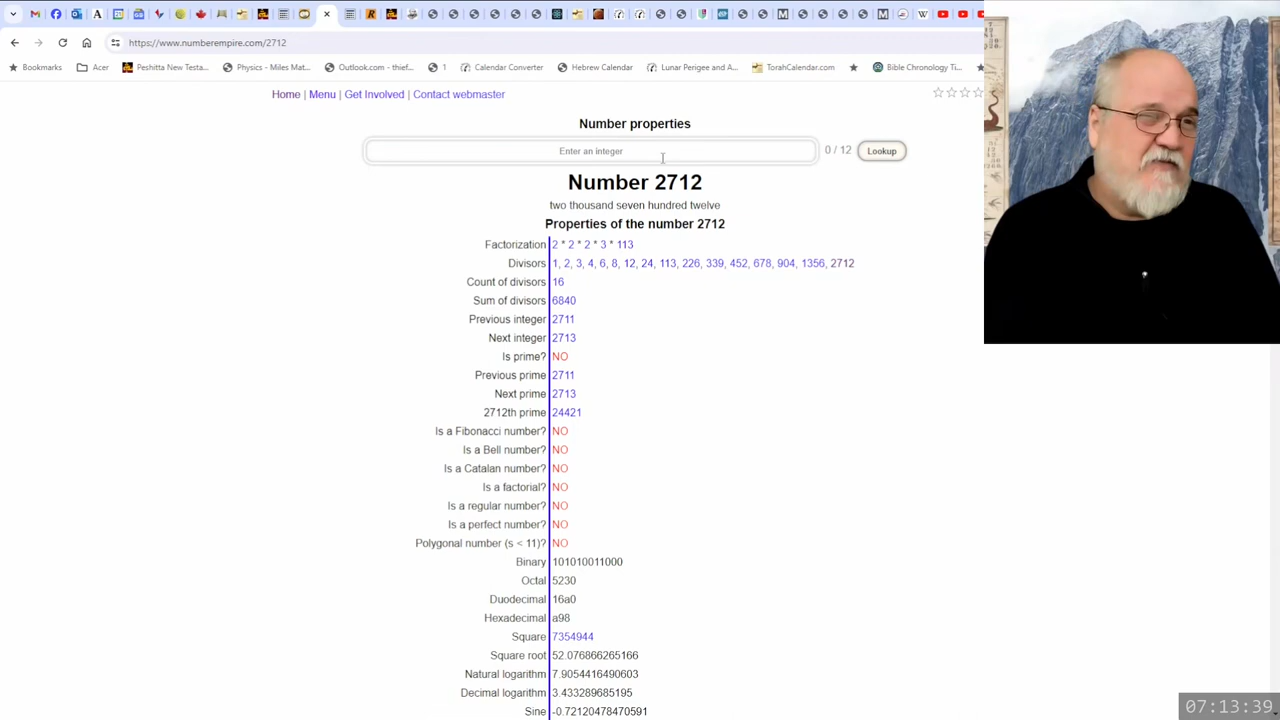 https://www.numberempire.com/2712
Bookmarks Acer Peshitta New Testa... Physics - Miles Mat... Outlook.com - thief... 1 Calendar Converter Hebrew Calendar Lunar Perigee and A... TorahCalendar.com Bible Chronology Ti...
Home | Menu | Get Involved | Contact webmaster
Number properties
Enter an integer 0 / 12 Lookup
Number 2712
two thousand seven hundred twelve
Properties of the number 2712
Factorization 2 * 2 * 2 * 3 * 113
Divisors 1, 2, 3, 4, 6, 8, 12, 24, 113, 226, 339, 452, 678, 904, 1356, 2712
Count of divisors 16
Sum of divisors 6840
Previous integer 2711
Next integer 2713
Is prime? NO
Previous prime 2711
Next prime 2713
2712th prime 24421
Is a Fibonacci number? NO
Is a Bell number? NO
Is a Catalan number? NO
Is a factorial? NO
Is a regular number? NO
Is a perfect number? NO
Polygonal number (s < 11)? NO
Binary 101010011000
Octal 5230
Duodecimal 16a0
Hexadecimal a98
Square 7354944
Square root 52.076866265166
Natural logarithm 7.9054416490603
Decimal logarithm 3.433289685195
Sine -0.72120478470591
07:13:39